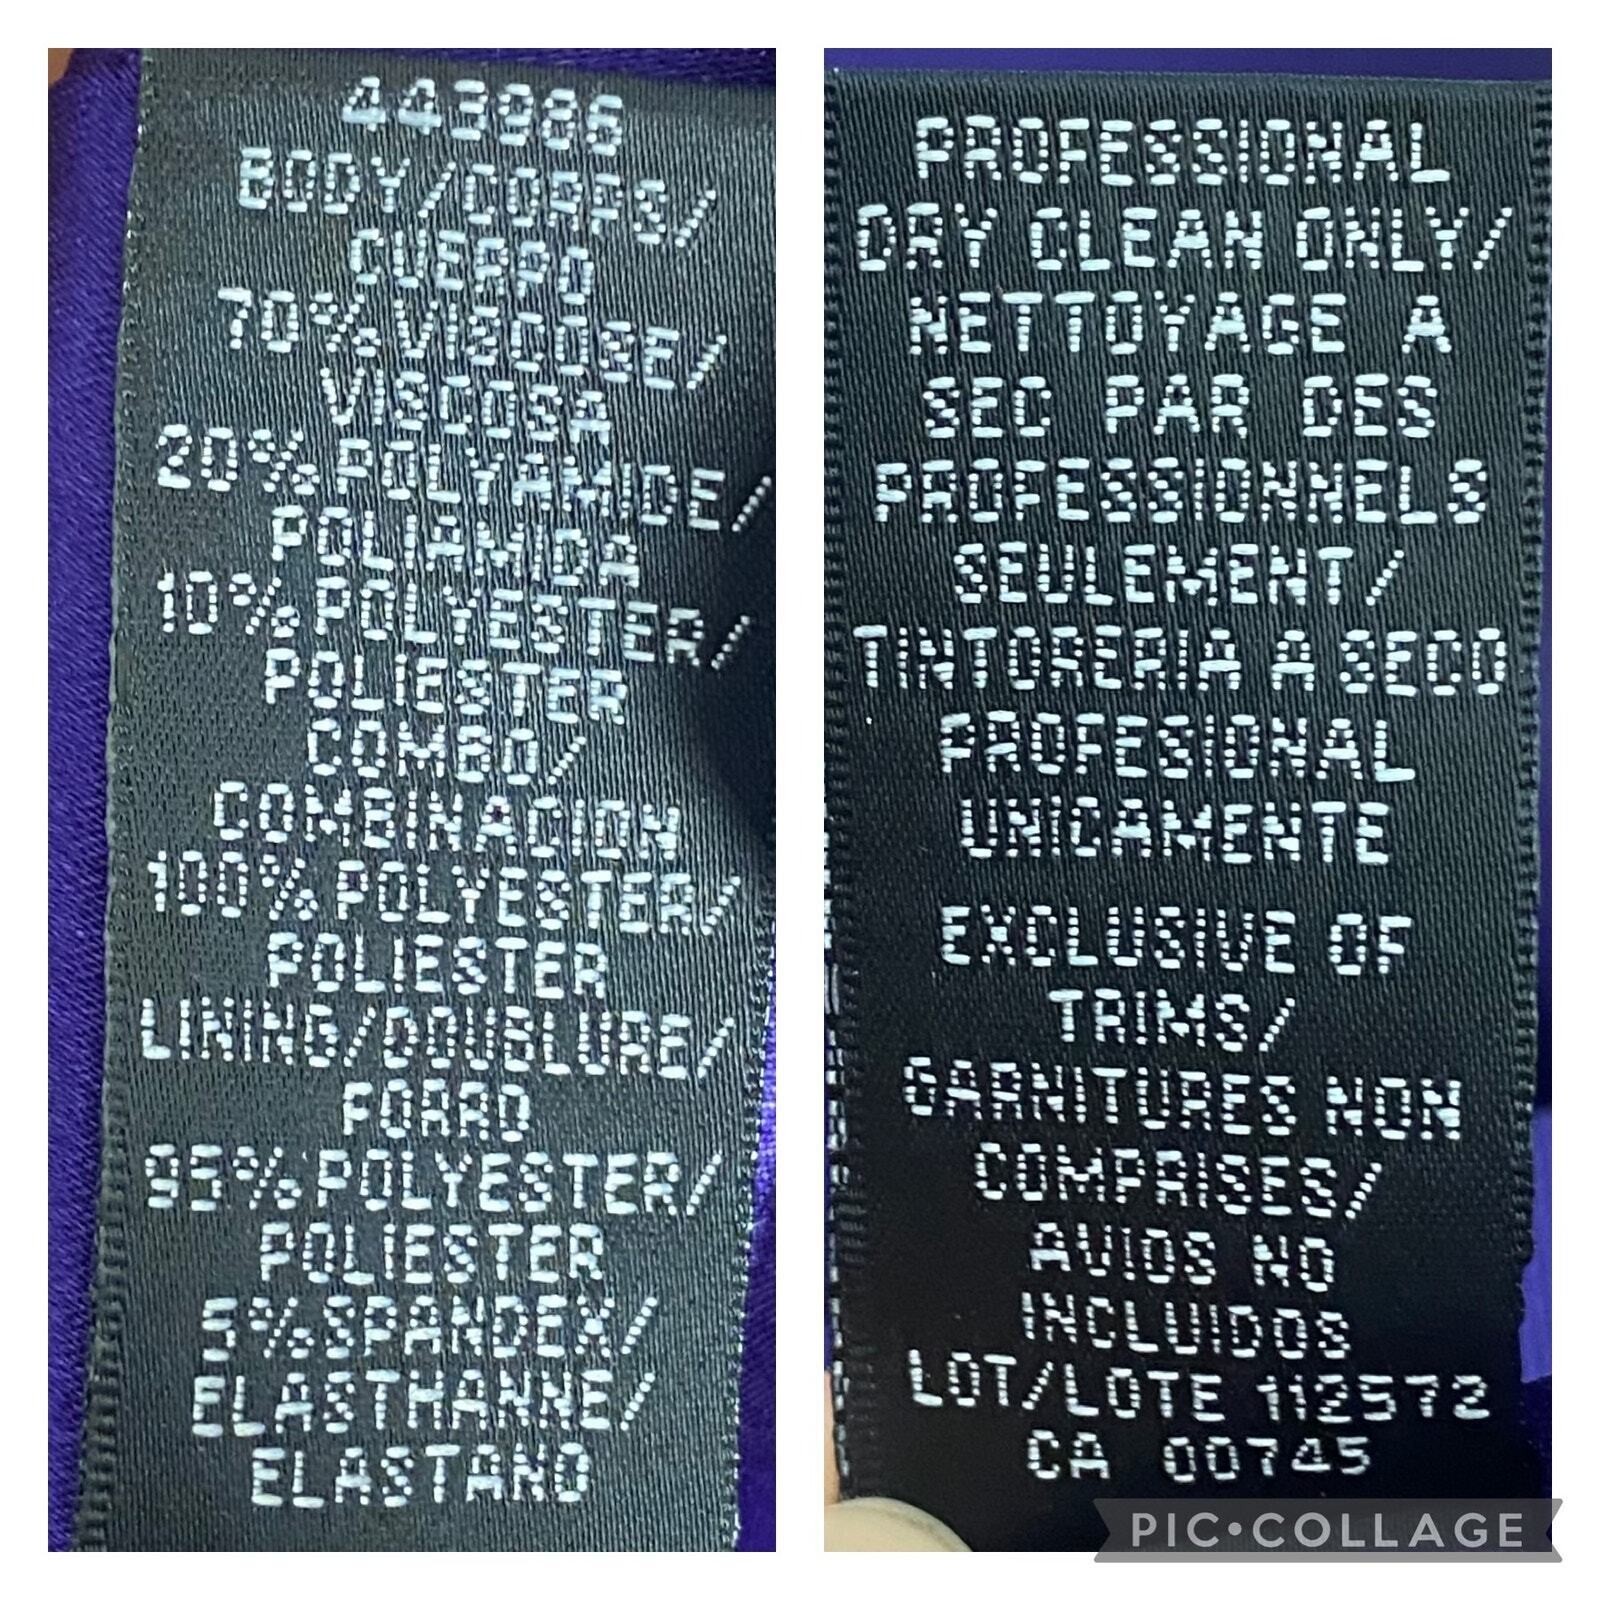 443986
BODY/CORPS/
CUERPO
70% VISCOSE/
VISCOSA
20% POLYAMIDE/
POLIAMIDA
10% POLYESTER/
POLIESTER
COMBO/
COMBINACION
100% POLYESTER/
POLIESTER
LINING/DOUBLURE/
FORRO
95% POLYESTER/
POLIESTER
5% SPANDEX/
ELASTHANNE/
ELASTANO
PROFESSIONAL
DRY CLEAN ONLY/
NETTOYAGE A
SEC PAR DES
PROFESSIONNELS
SEULEMENT/
TINTORERIA A SECO
PROFESIONAL
UNICAMENTE
EXCLUSIVE OF
TRIMS/
GARNITURES NON
COMPRISES/
AVIOS NO
INCLUIDOS
LOT/LOTE 112572
CA 00745
PIC•COLLAGE